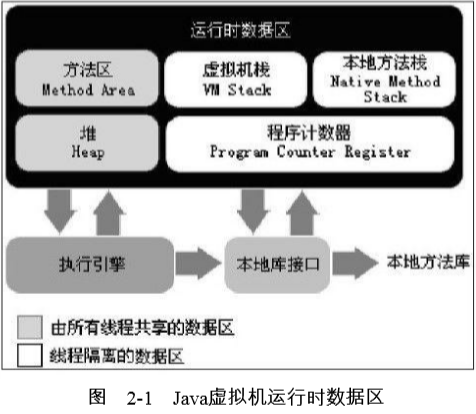 运行时数据区
方法区
Method Area
虚拟机栈
VM Stack
本地方法栈
Native Method
Stack
堆
Heap
程序计数器
Program Counter Register
执行引擎
本地库接口
本地方法库
由所有线程共享的数据区
线程隔离的数据区
图 2-1 Java虚拟机运行时数据区